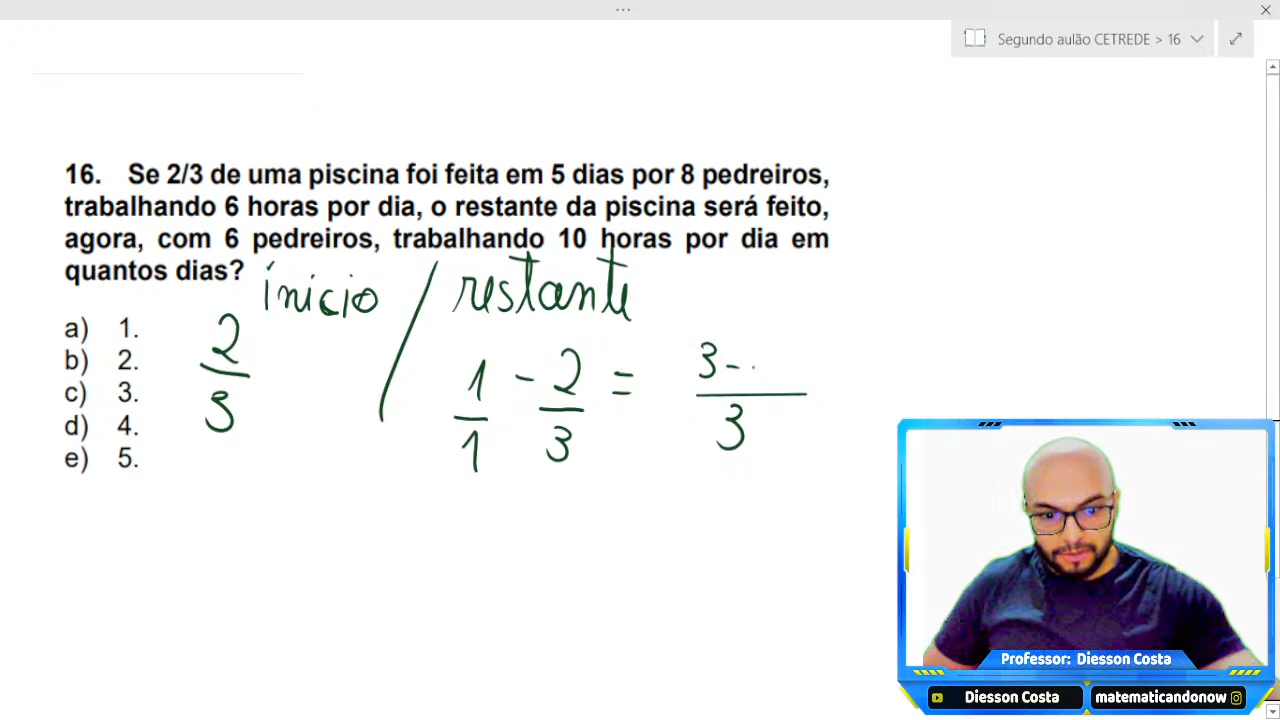 Segundo aulão CETREDE > 16
16. Se 2/3 de uma piscina foi feita em 5 dias por 8 pedreiros,
trabalhando 6 horas por dia, o restante da piscina será feito,
agora, com 6 pedreiros, trabalhando 10 horas por dia em
quantos dias?
início / restante
a) 1.
b) 2.
c) 3.
d) 4.
e) 5.
2
3
1/1 - 2/3 =
3 -
3
Professor: Diesson Costa
Diesson Costa
matematicandonow